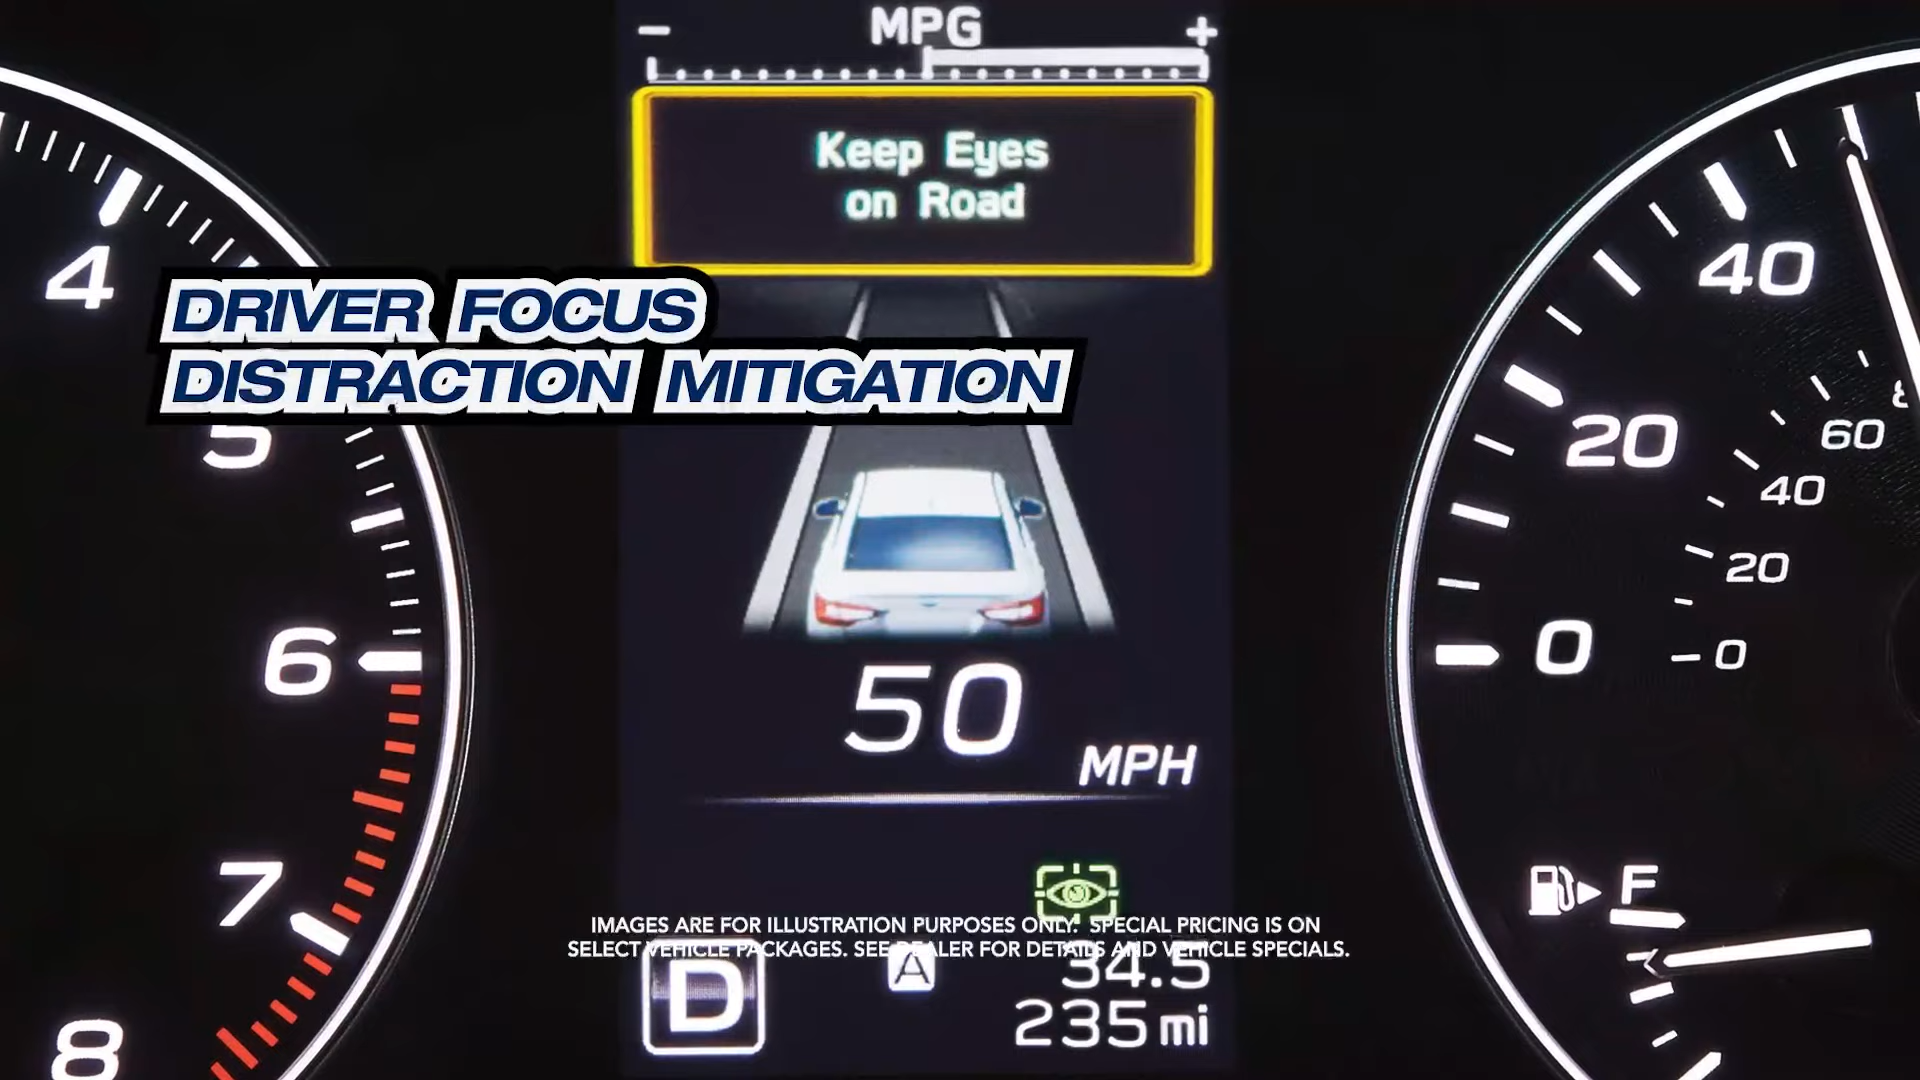 - MPG +
Keep Eyes
on Road
DRIVER FOCUS
DISTRACTION MITIGATION
4
5
6
7
8
40
20
0
60
40
20
0
50
MPH
F
IMAGES ARE FOR ILLUSTRATION PURPOSES ONLY. SPECIAL PRICING IS ON
SELECT VEHICLE PACKAGES. SEE DEALER FOR DETAILS AND VEHICLE SPECIALS.
D
A
34.5
235 mi